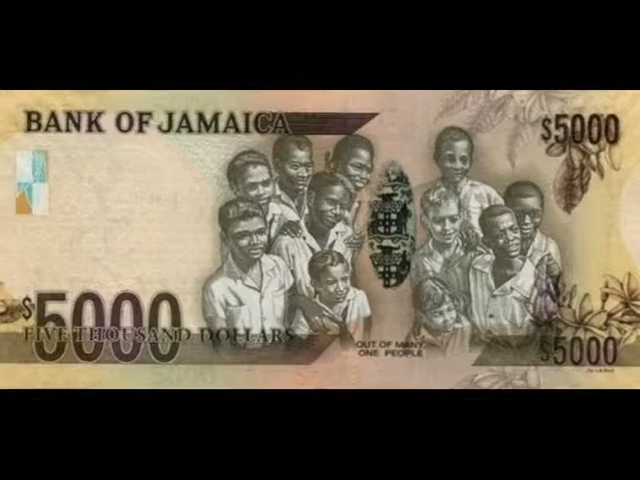 BANK OF JAMAICA
$5000
$5000
FIVE THOUSAND DOLLARS
OUT OF MANY
ONE PEOPLE
$5000